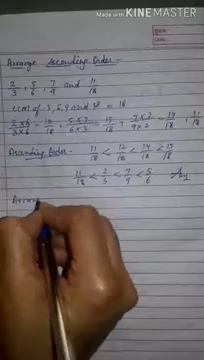 Made with KINEMASTER
Date
Arrange Ascending Order -
2/3, 5/6, 7/9 and 11/18
LCM of 3, 6, 9 and 18 = 18
2×6/3×6 = 12/18, 5×3/6×3 = 15/18, 7×2/9×2 = 14/18, 11/18
Ascending Order - 11/18 < 12/18 < 14/18 < 15/18
11/18 < 2/3 < 7/9 < 5/6 Ans
Arran